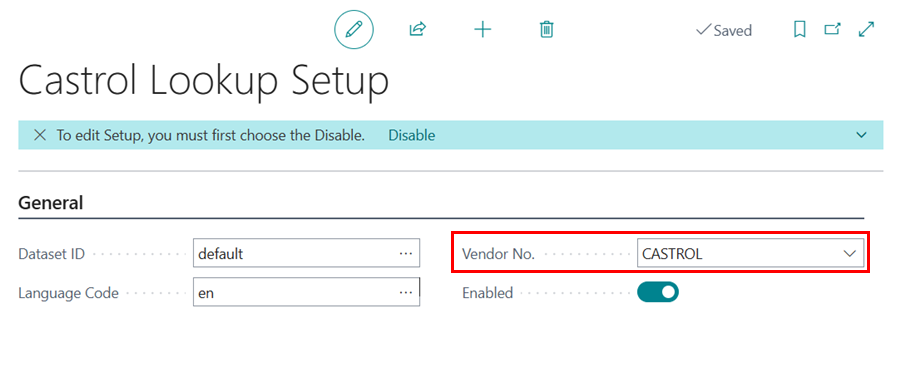 Saved
Castrol Lookup Setup
To edit Setup, you must first choose the Disable. Disable
General
Dataset ID default
Vendor No. CASTROL
Language Code en
Enabled